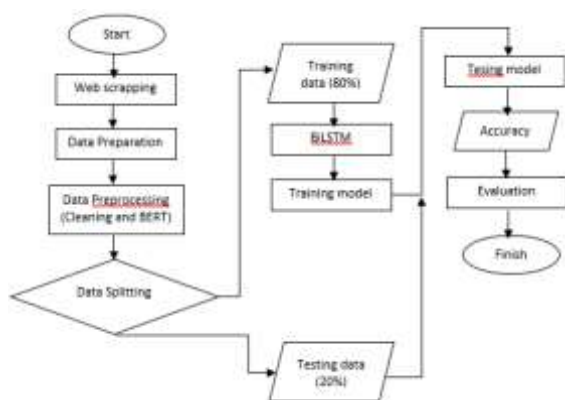 Start
Web scrapping
Data Preparation
Data Preprocessing
(Cleaning and BERT)
Data Splitting
Training
data (80%)
BiLSTM
Training model
Testing data
(20%)
Tesing model
Accuracy
Evaluation
Finish